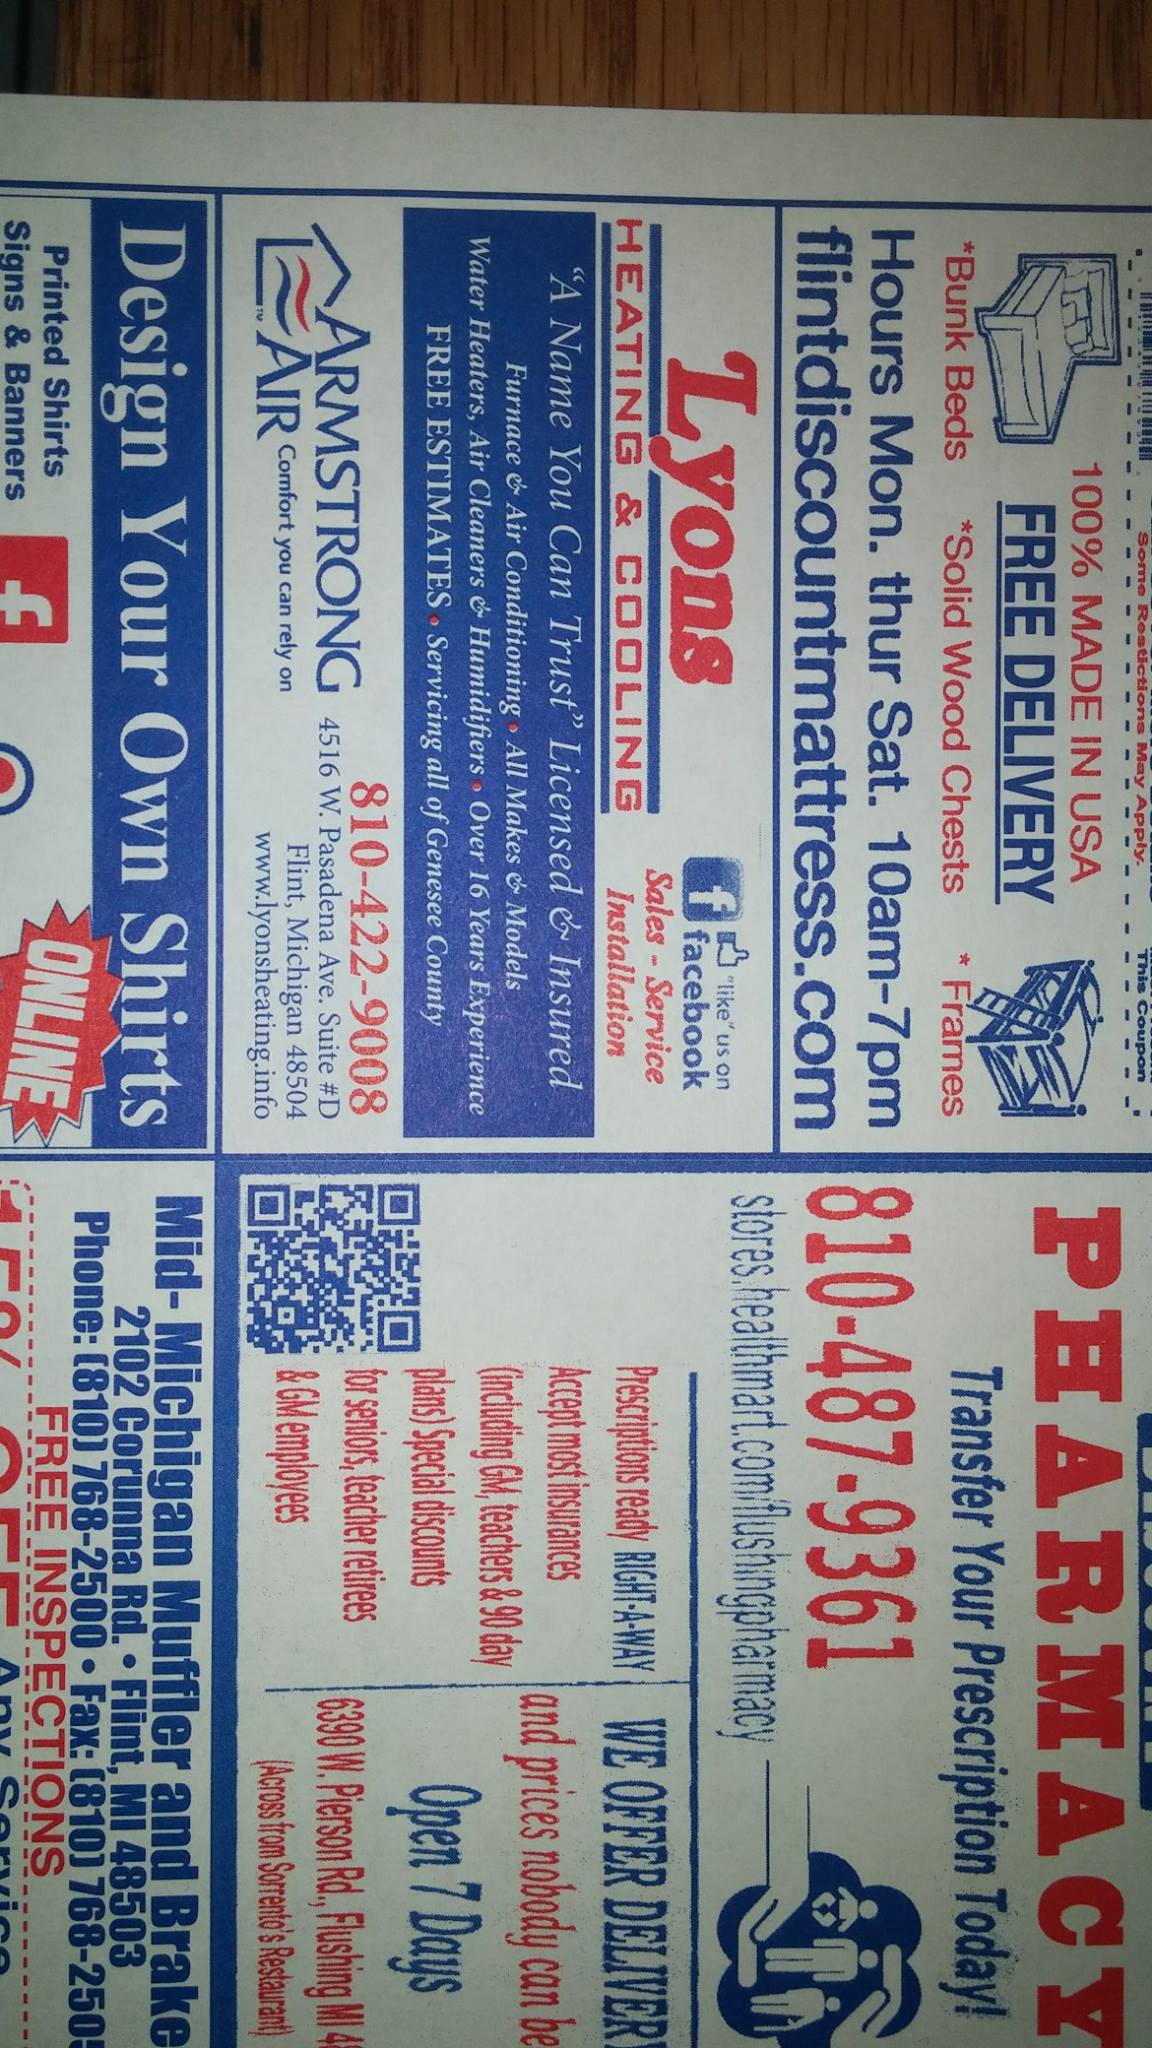 Some Restictions May Apply.
This Coupon
100% MADE IN USA
FREE DELIVERY
*Bunk Beds *Solid Wood Chests * Frames
Hours Mon. thur Sat. 10am-7pm
flintdiscountmattress.com
Lyons
HEATING & COOLING
"like" us on
facebook
Sales - Service
Installation
"A Name You Can Trust" Licensed & Insured
Furnace & Air Conditioning • All Makes & Models
Water Heaters, Air Cleaners & Humidifiers • Over 16 Years Experience
FREE ESTIMATES • Servicing all of Genesee County
ARMSTRONG
AIR™ Comfort you can rely on
810-422-9008
4516 W. Pasadena Ave. Suite #D
Flint, Michigan 48504
www.lyonsheating.info
Design Your Own Shirts
Printed Shirts
Signs & Banners
ONLINE
PHARMACY
Transfer Your Prescription Today!
810-487-9361
stores.healthmart.com/flushingpharmacy
Prescriptions ready RIGHT-A-WAY
Accept most insurances
(including GM, teachers & 90 day
plans) Special discounts
for seniors, teacher retirees
& GM employees
WE OFFER DELIVERY
and prices nobody can be
Open 7 Days
6390 W. Pierson Rd., Flushing MI
(Across from Sorrento's Restaurant)
Mid- Michigan Muffler and Brake
2102 Corunna Rd. • Flint, MI 48503
Phone: (810) 768-2500 • Fax: (810) 768-250
FREE INSPECTIONS
15% OFF Any Service